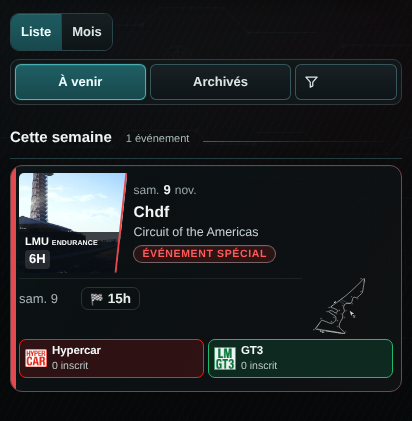 Liste Mois
À venir Archivés
Cette semaine 1 événement
sam. 9 nov.
Chdf
Circuit of the Americas
ÉVÉNEMENT SPÉCIAL
LMU ENDURANCE
6H
sam. 9 15h
HYPER CAR Hypercar
0 inscrit
LM GT3 GT3
0 inscrit